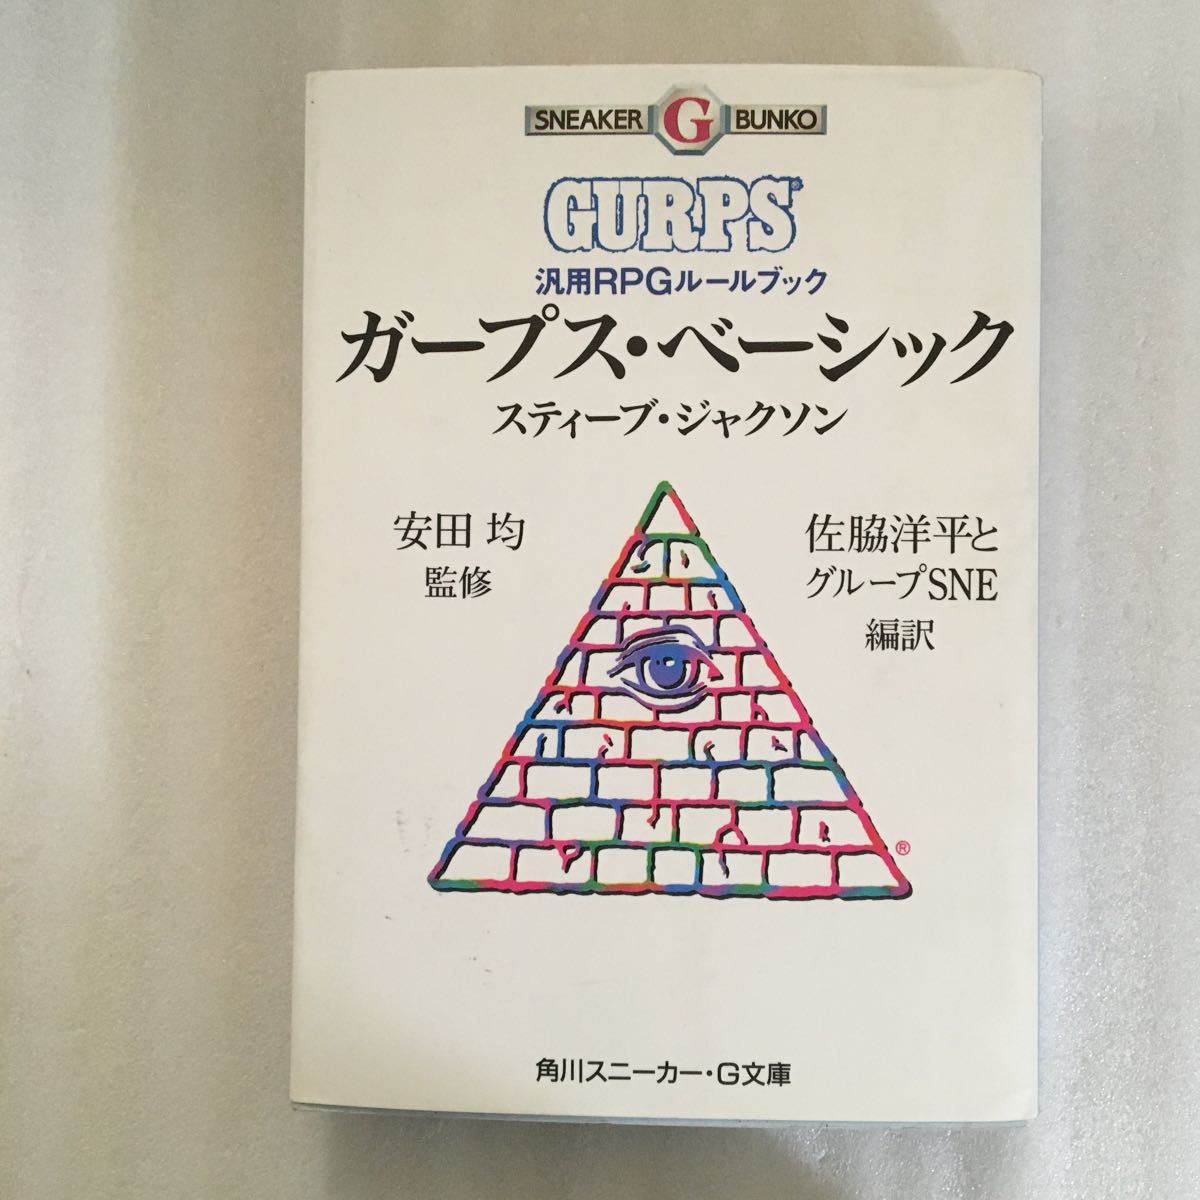 SNEAKER G BUNKO
GURPS®
汎用RPGルールブック
ガープス・ベーシック
スティーブ・ジャクソン
安田 均
監修
佐脇洋平と
グループSNE
編訳
®
角川スニーカー・G文庫